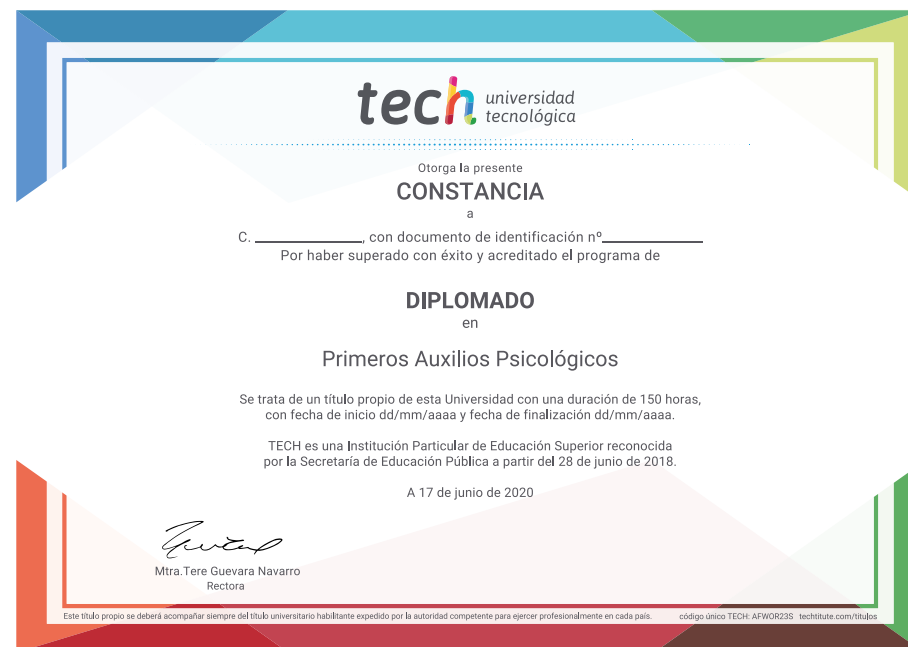 tech universidad
tecnológica
Otorga la presente
CONSTANCIA
a
C. ____________, con documento de identificación nº____________
Por haber superado con éxito y acreditado el programa de
DIPLOMADO
en
Primeros Auxilios Psicológicos
Se trata de un título propio de esta Universidad con una duración de 150 horas,
con fecha de inicio dd/mm/aaaa y fecha de finalización dd/mm/aaaa.
TECH es una Institución Particular de Educación Superior reconocida
por la Secretaría de Educación Pública a partir del 28 de junio de 2018.
A 17 de junio de 2020
Mtra.Tere Guevara Navarro
Rectora
Este título propio se deberá acompañar siempre del título universitario habilitante expedido por la autoridad competente para ejercer profesionalmente en cada país. código único TECH: AFWOR23S techtitute.com/titulos